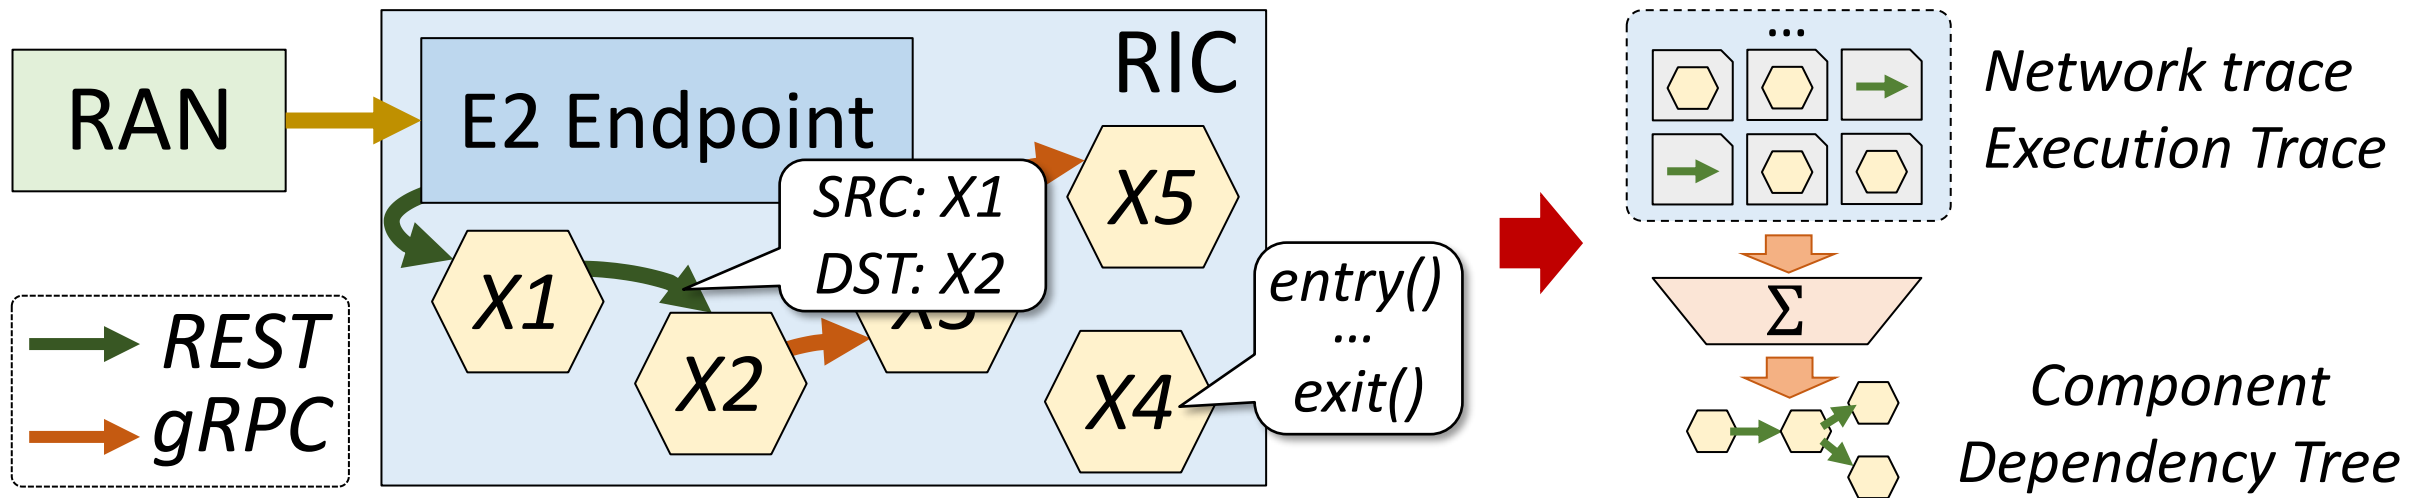 RAN
E2 Endpoint
RIC
SRC: X1
DST: X2
X5
X1
X2
X3
X4
entry()
...
exit()
REST
gRPC
...
Network trace
Execution Trace
Σ
Component
Dependency Tree